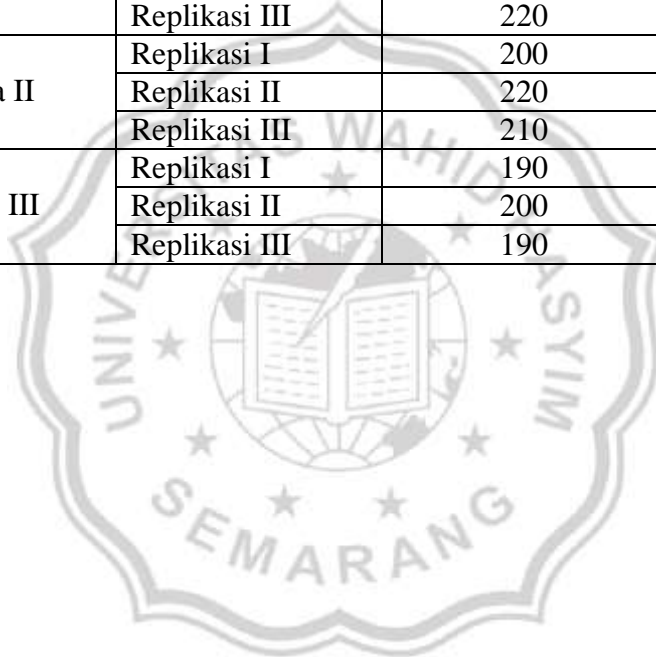 Replikasi III 220
Replikasi I 200
a II Replikasi II 220
Replikasi III 210
Replikasi I 190
III Replikasi II 200
Replikasi III 190
UNIVERSITAS WAHID HASYIM
SEMARANG